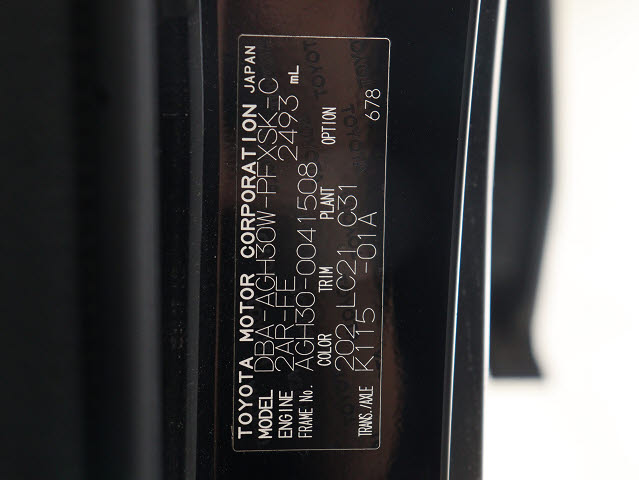 TOYOTA MOTOR CORPORATION JAPAN
MODEL DBA-AGH30W-PFXSK-C
ENGINE 2AR-FE 2493 mL
FRAME No. AGH30-0041508
COLOR TRIM PLANT OPTION
202 LC21 C31
TRANS./AXLE K115 -01A 678